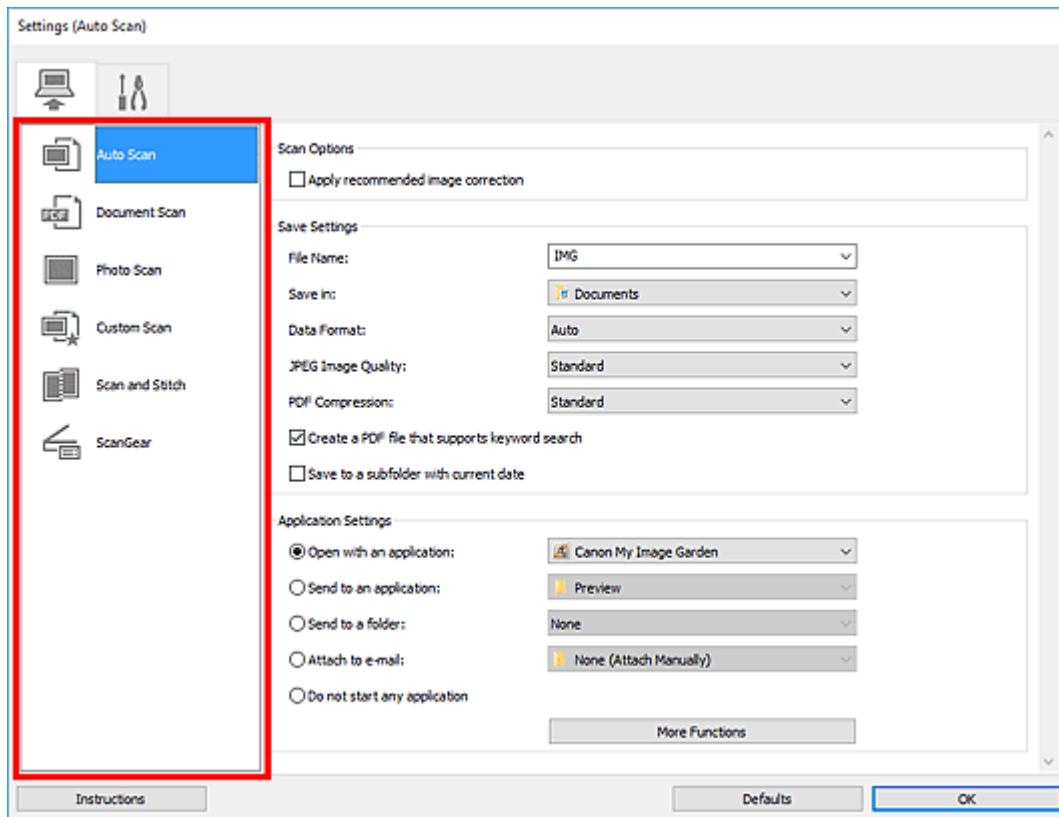 Settings (Auto Scan)
Auto Scan
PDF
Document Scan
Photo Scan
Custom Scan
Scan and Stitch
ScanGear
Scan Options
Apply recommended image correction
Save Settings
File Name: IMG
Save in: Documents
Data Format: Auto
JPEG Image Quality: Standard
PDF Compression: Standard
Create a PDF file that supports keyword search
Save to a subfolder with current date
Application Settings
Open with an application: Canon My Image Garden
Send to an application: Preview
Send to a folder: None
Attach to e-mail: None (Attach Manually)
Do not start any application
More Functions
Instructions Defaults OK